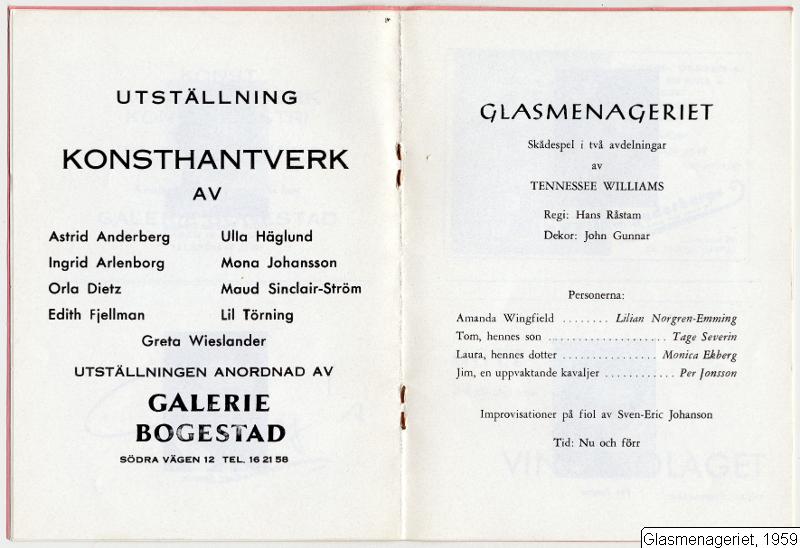 UTSTÄLLNING
KONSTHANTVERK
AV
Astrid Anderberg
Ulla Häglund
Ingrid Arlenborg
Mona Johansson
Orla Dietz
Maud Sinclair-Ström
Edith Fjellman
Lil Törning
Greta Wieslander
UTSTÄLLNINGEN ANORDNAD AV
GALERIE
BOGESTAD
SÖDRA VÄGEN 12 TEL. 16 21 58
GLASMENAGERIET
Skådespel i två avdelningar
av
TENNESSEE WILLIAMS
Regi: Hans Råstam
Dekor: John Gunnar
Personerna:
Amanda Wingfield ........ Lilian Norgren-Emming
Tom, hennes son ..................... Tage Severin
Laura, hennes dotter ................. Monica Ekberg
Jim, en uppvaktande kavaljer ............ Per Jonsson
Improvisationer på fiol av Sven-Eric Johanson
Tid: Nu och förr
Glasmenageriet, 1959